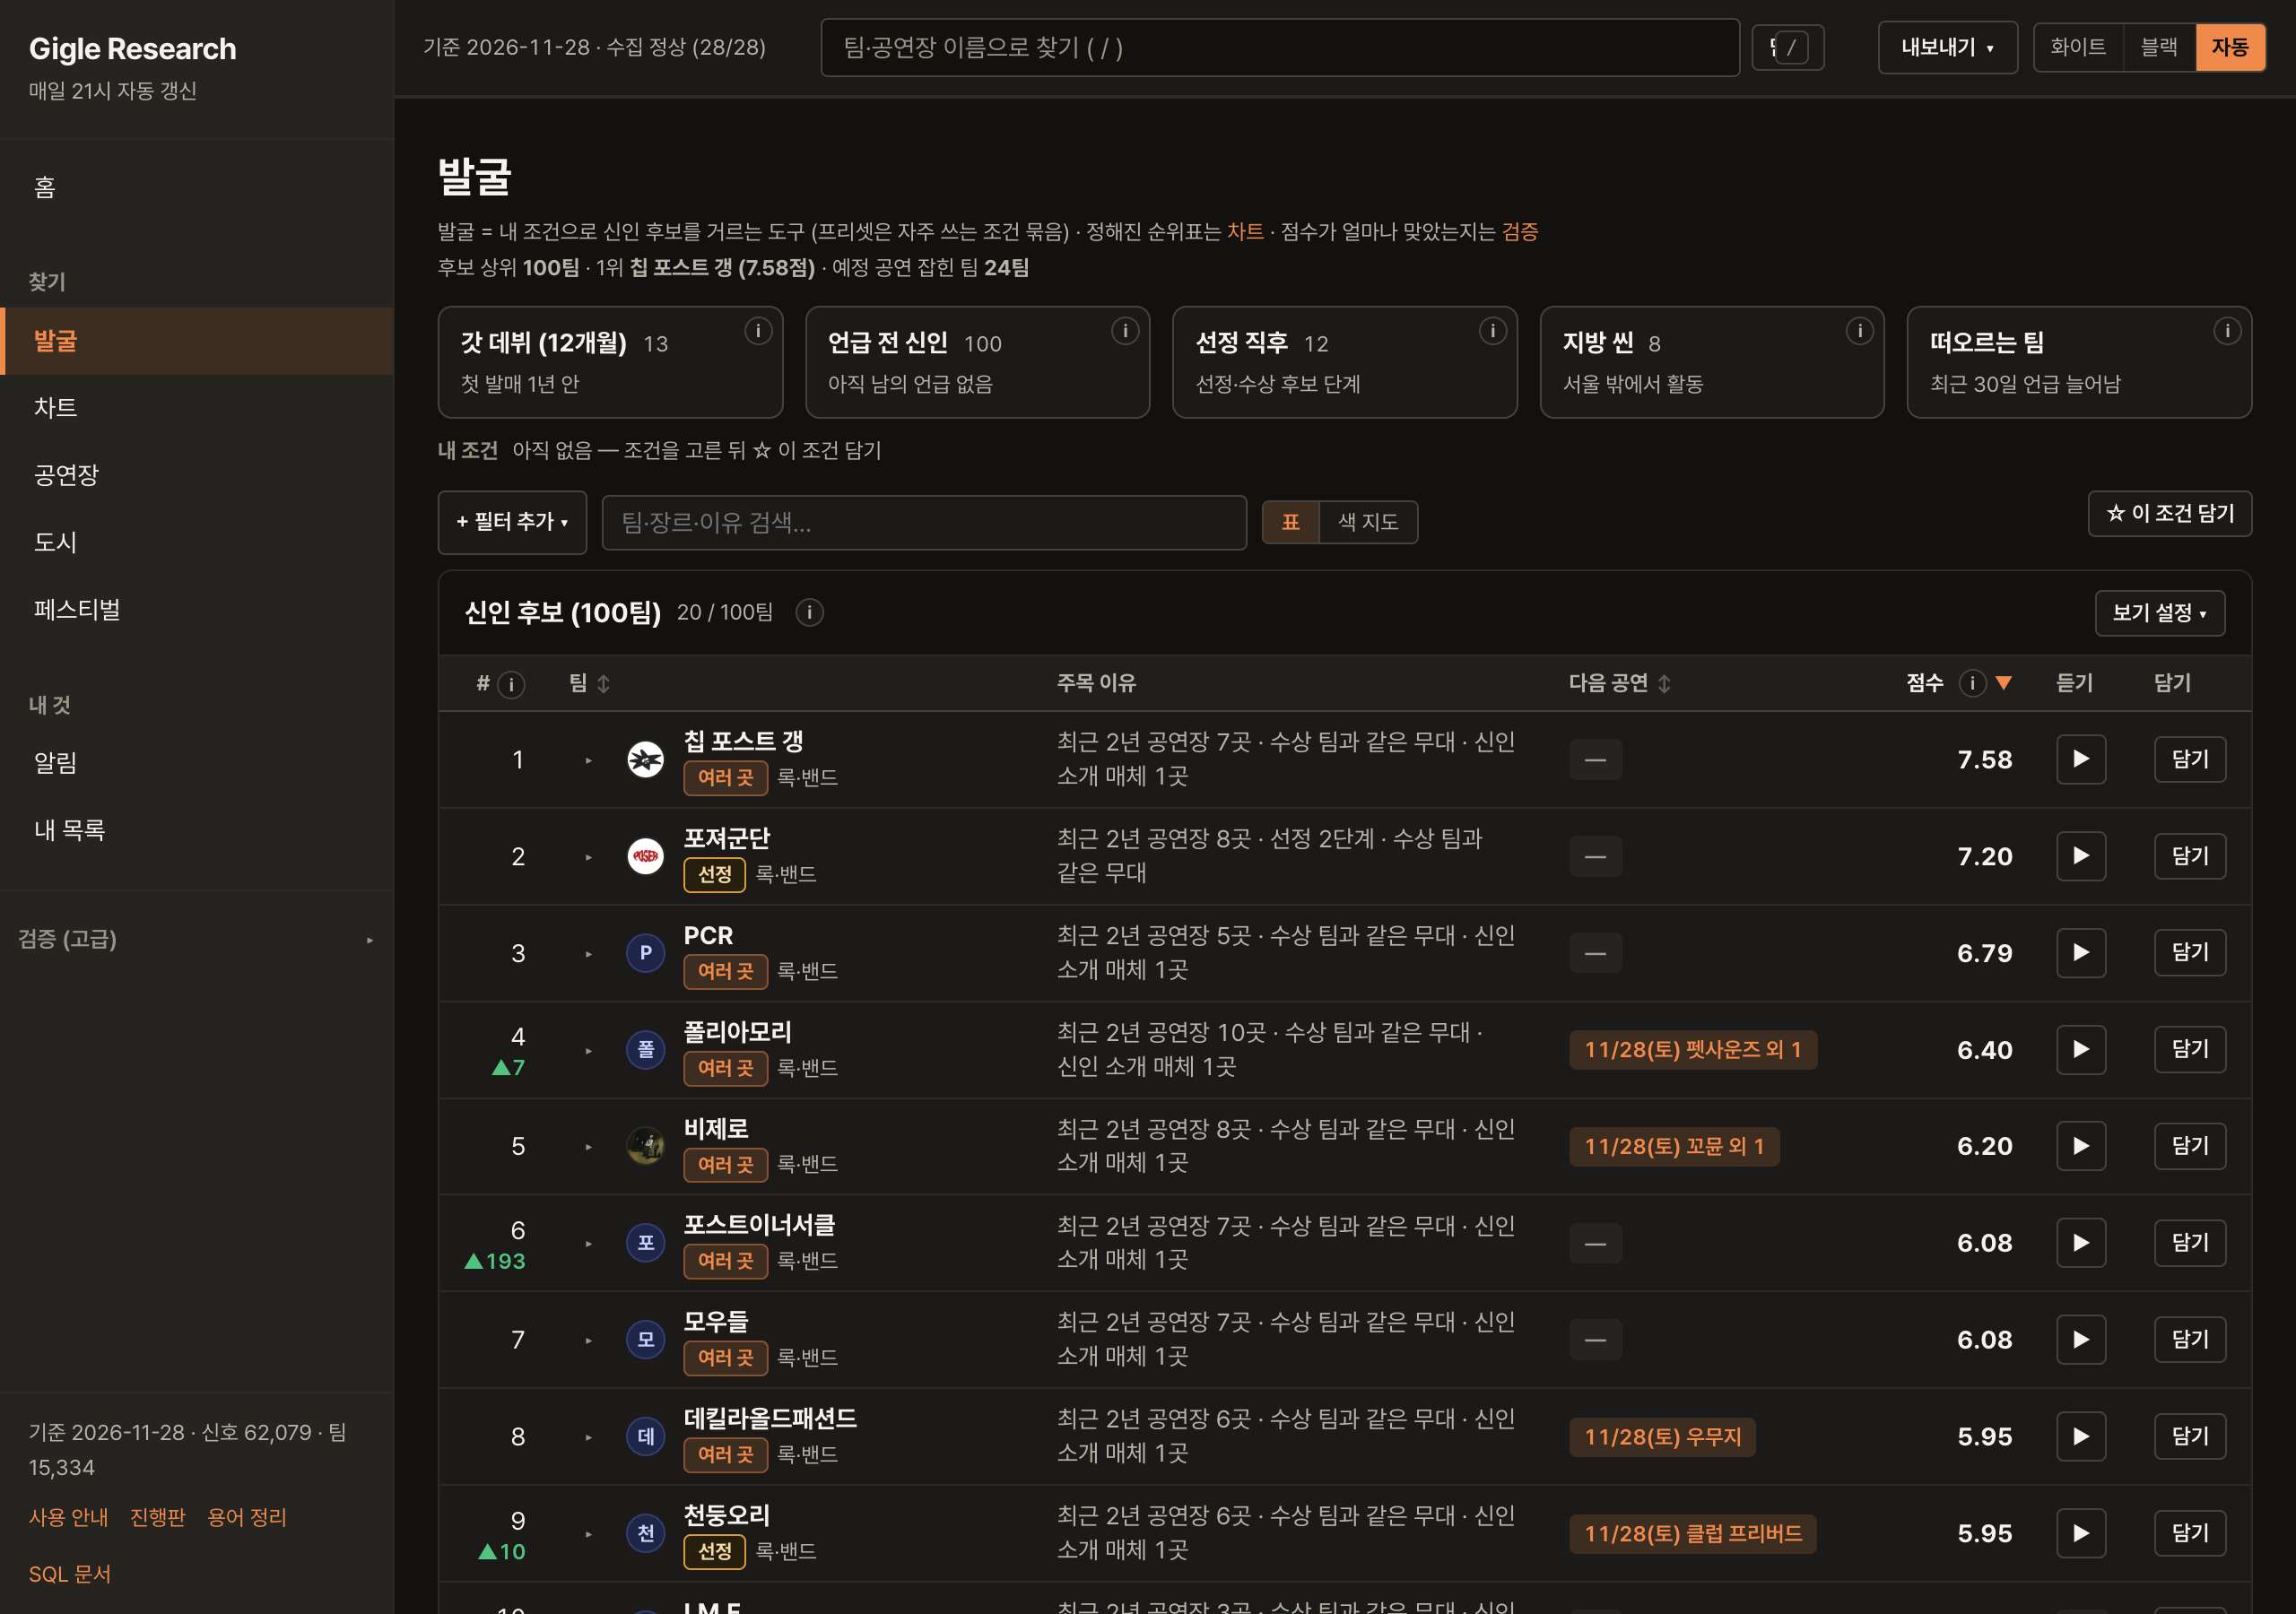 Gigle Research
매일 21시 자동 갱신
홈
찾기
발굴
차트
공연장
도시
페스티벌
내 것
알림
내 목록
검증 (고급) ▸
기준 2026-11-28 · 신호 62,079 · 팀
15,334
사용 안내 진행판 용어 정리
SQL 문서
기준 2026-11-28 · 수집 정상 (28/28)
팀·공연장 이름으로 찾기 ( / )
/
내보내기 ▾
화이트 블랙 자동
발굴
발굴 = 내 조건으로 신인 후보를 거르는 도구 (프리셋은 자주 쓰는 조건 묶음) · 정해진 순위표는 차트 · 점수가 얼마나 맞았는지는 검증
후보 상위 100팀 · 1위 칩 포스트 갱 (7.58점) · 예정 공연 잡힌 팀 24팀
갓 데뷔 (12개월) 13 i
첫 발매 1년 안
언급 전 신인 100 i
아직 남의 언급 없음
선정 직후 12 i
선정·수상 후보 단계
지방 씬 8 i
서울 밖에서 활동
떠오르는 팀 i
최근 30일 언급 늘어남
내 조건 아직 없음 — 조건을 고른 뒤 ☆ 이 조건 담기
+ 필터 추가 ▾
팀·장르·이유 검색...
표 색 지도
☆ 이 조건 담기
신인 후보 (100팀) 20 / 100팀 i
보기 설정 ▾
# i 팀 ↕ 주목 이유 다음 공연 ↕ 점수 i ▼ 듣기 담기
1 ▸ 칩 포스트 갱
여러 곳 록·밴드
최근 2년 공연장 7곳 · 수상 팀과 같은 무대 · 신인
소개 매체 1곳
— 7.58 ▶ 담기
2 ▸ POSER 포져군단
선정 록·밴드
최근 2년 공연장 8곳 · 선정 2단계 · 수상 팀과
같은 무대
— 7.20 ▶ 담기
3 ▸ P PCR
여러 곳 록·밴드
최근 2년 공연장 5곳 · 수상 팀과 같은 무대 · 신인
소개 매체 1곳
— 6.79 ▶ 담기
4 ▲7 ▸ 폴 폴리아모리
여러 곳 록·밴드
최근 2년 공연장 10곳 · 수상 팀과 같은 무대 ·
신인 소개 매체 1곳
11/28(토) 펫사운즈 외 1 6.40 ▶ 담기
5 ▸ 비제로
여러 곳 록·밴드
최근 2년 공연장 8곳 · 수상 팀과 같은 무대 · 신인
소개 매체 1곳
11/28(토) 꼬뮨 외 1 6.20 ▶ 담기
6 ▲193 ▸ 포 포스트이너서클
여러 곳 록·밴드
최근 2년 공연장 7곳 · 수상 팀과 같은 무대 · 신인
소개 매체 1곳
— 6.08 ▶ 담기
7 ▸ 모 모우들
여러 곳 록·밴드
최근 2년 공연장 7곳 · 수상 팀과 같은 무대 · 신인
소개 매체 1곳
— 6.08 ▶ 담기
8 ▸ 데 데킬라올드패션드
여러 곳 록·밴드
최근 2년 공연장 6곳 · 수상 팀과 같은 무대 · 신인
소개 매체 1곳
11/28(토) 우무지 5.95 ▶ 담기
9 ▲10 ▸ 천 천둥오리
선정 록·밴드
최근 2년 공연장 6곳 · 수상 팀과 같은 무대 · 신인
소개 매체 1곳
11/28(토) 클럽 프리버드 5.95 ▶ 담기
최근 2년 공연장 3곳 · 수상 팀과 같은 무대 · 신인